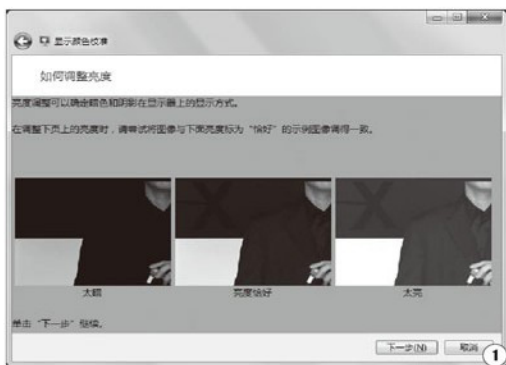 显示颜色校准
如何调整亮度
亮度调整可以确定颜色和阴影在显示器上的显示方式。
在调整下页上的亮度时，请尝试将图像与下面亮度标为“恰好”的示例图像调得一致。
太暗
亮度恰好
太亮
单击“下一步”继续。
下一步(N)
取消
1